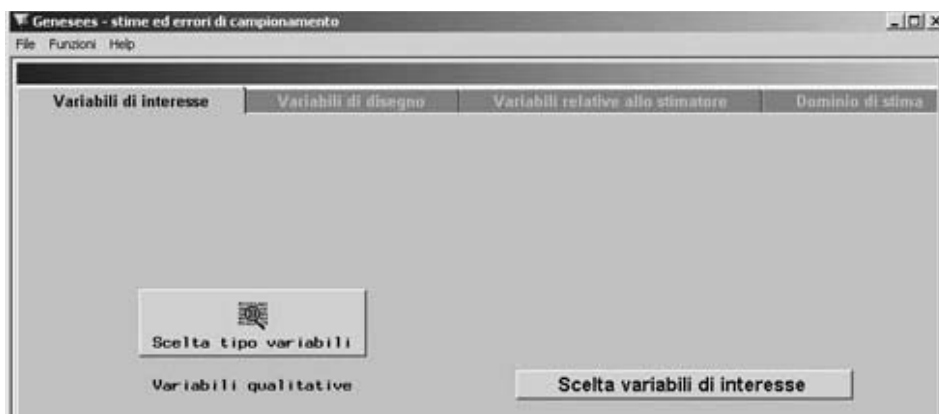 Genesees - stime ed errori di campionamento
File Funzioni Help
Variabili di interesse Variabili di disegno Variabili relative allo stimatore Dominio di stima
Scelta tipo variabili
Variabili qualitative Scelta variabili di interesse